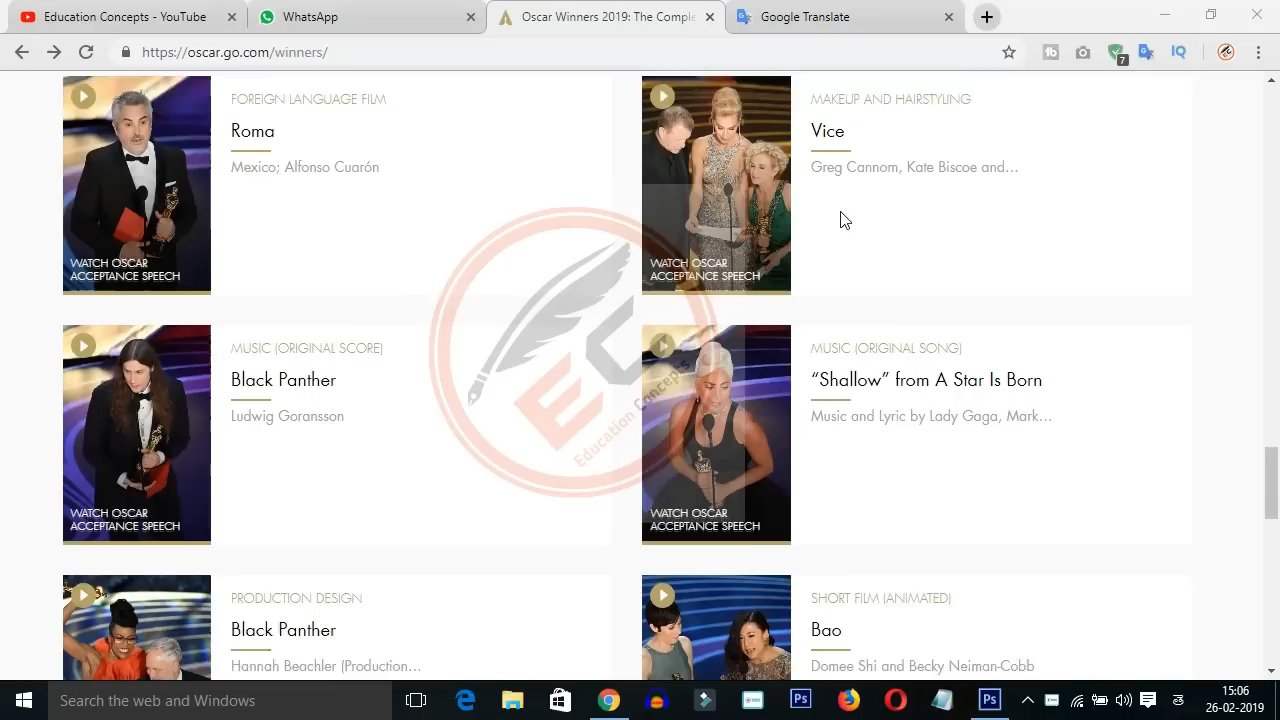 Education Concepts - YouTube
WhatsApp
Oscar Winners 2019: The Comple
Google Translate
https://oscar.go.com/winners/
7
FOREIGN LANGUAGE FILM
Roma
Mexico; Alfonso Cuarón
WATCH OSCAR
ACCEPTANCE SPEECH
MAKEUP AND HAIRSTYLING
Vice
Greg Cannom, Kate Biscoe and...
WATCH OSCAR
ACCEPTANCE SPEECH
MUSIC (ORIGINAL SCORE)
Black Panther
Ludwig Goransson
WATCH OSCAR
ACCEPTANCE SPEECH
MUSIC (ORIGINAL SONG)
“Shallow” from A Star Is Born
Music and Lyric by Lady Gaga, Mark...
WATCH OSCAR
ACCEPTANCE SPEECH
EC
Education Concepts
PRODUCTION DESIGN
Black Panther
Hannah Beachler (Production...
SHORT FILM (ANIMATED)
Bao
Domee Shi and Becky Neiman-Cobb
Search the web and Windows
Ps
Ps
15:06
26-02-2019